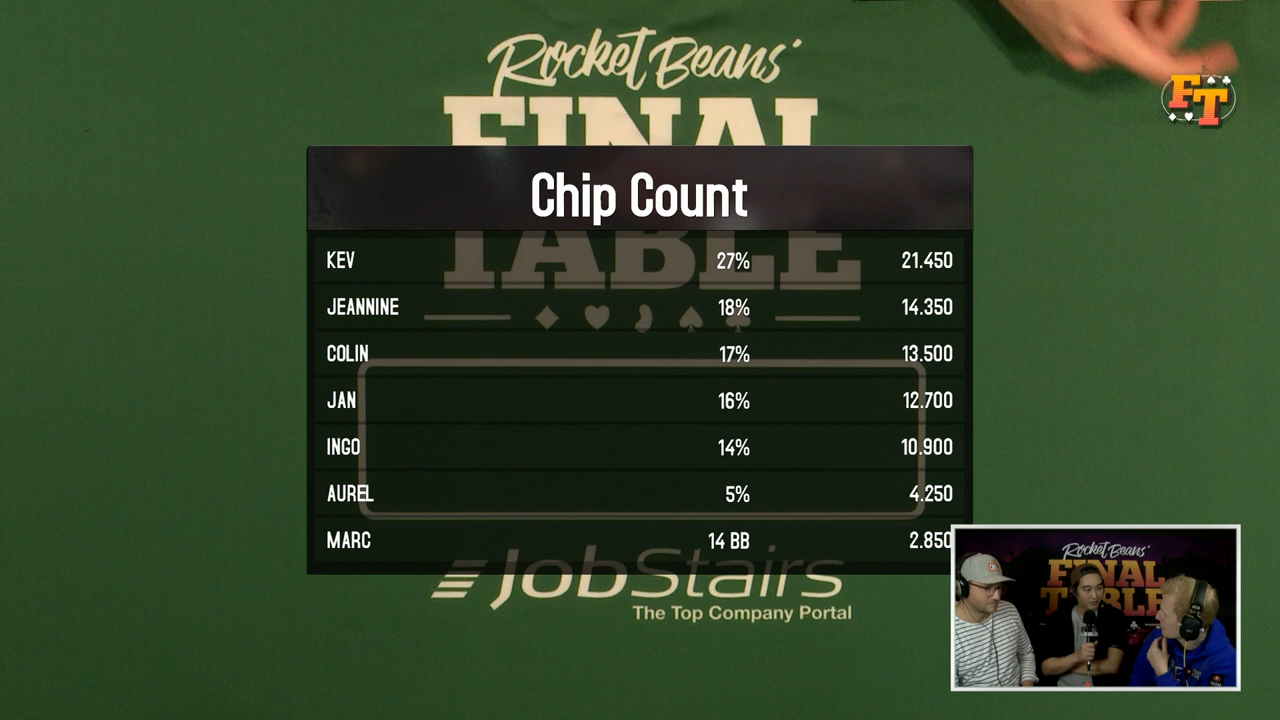 Rocket Beans'
FINAL
FT
Chip Count
TABLE
KEV 27% 21.450
JEANNINE 18% 14.350
COLIN 17% 13.500
JAN 16% 12.700
INGO 14% 10.900
AUREL 5% 4.250
MARC 14 BB 2.850
JobStairs
The Top Company Portal
Rocket Beans'
FINAL
TABLE